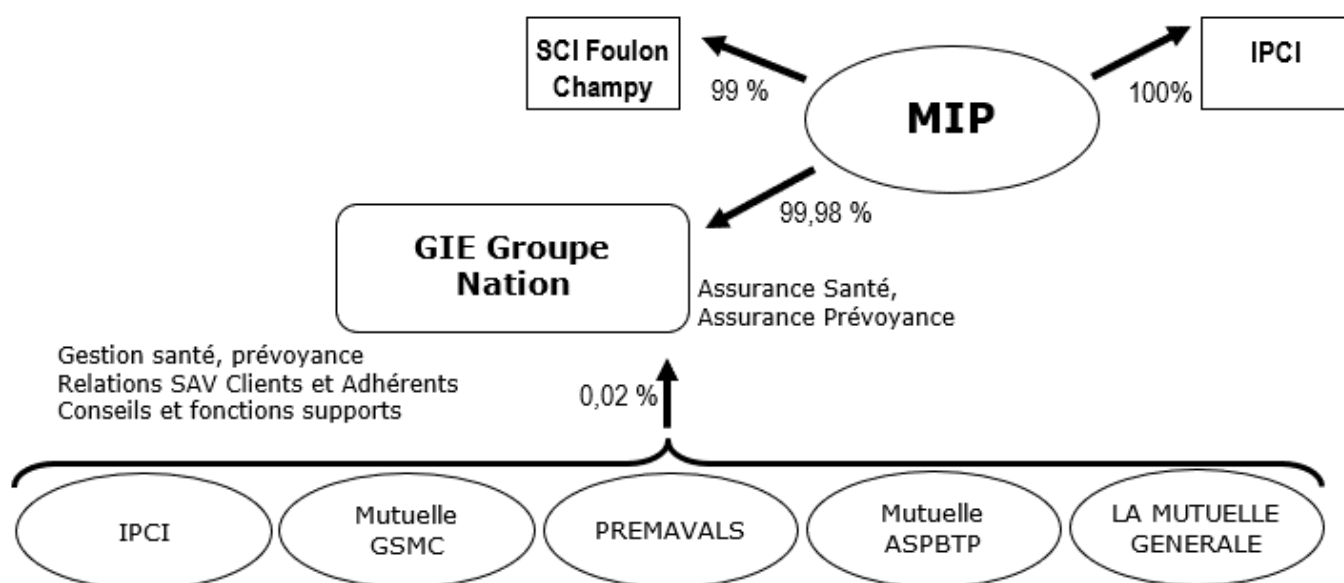 SCI Foulon
Champy
99 %
MIP
100%
IPCI
99,98 %
GIE Groupe
Nation
Assurance Santé,
Assurance Prévoyance
Gestion santé, prévoyance
Relations SAV Clients et Adhérents
Conseils et fonctions supports
0,02 %
IPCI
Mutuelle
GSMC
PREMAVALS
Mutuelle
ASPBTP
LA MUTUELLE
GENERALE